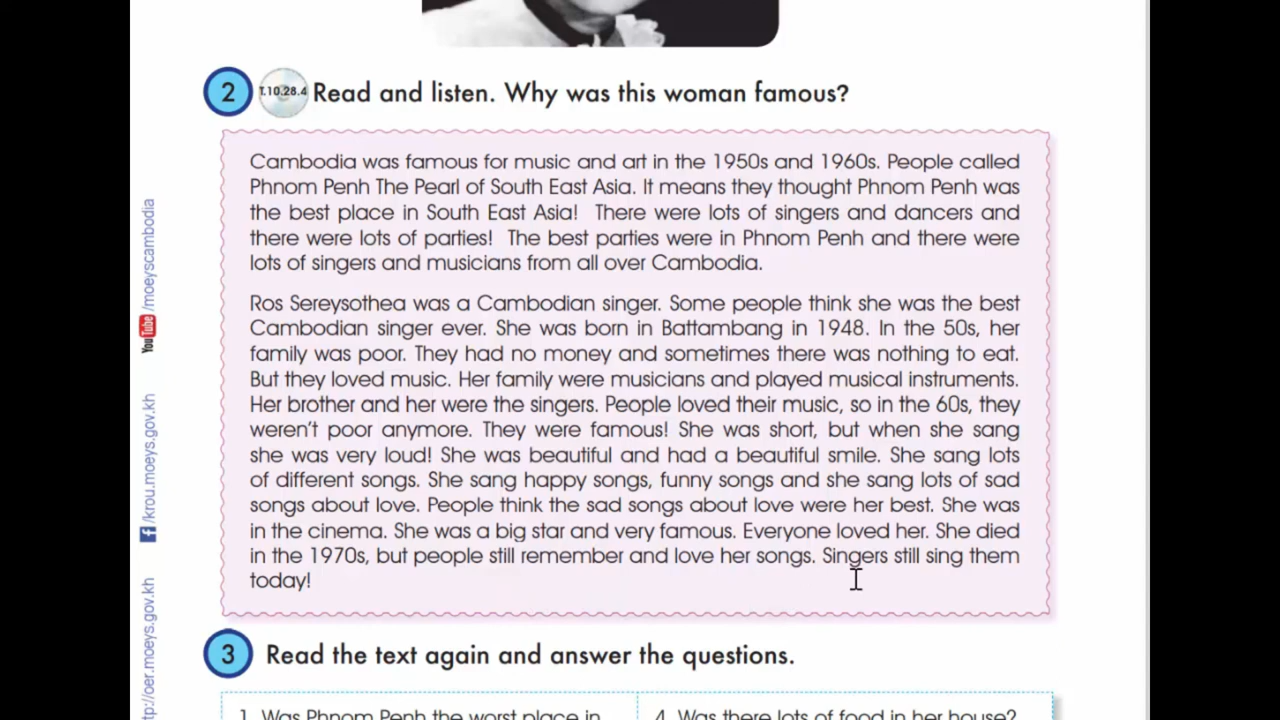 2 T.10.28.4 Read and listen. Why was this woman famous?
Cambodia was famous for music and art in the 1950s and 1960s. People called
Phnom Penh The Pearl of South East Asia. It means they thought Phnom Penh was
the best place in South East Asia! There were lots of singers and dancers and
there were lots of parties! The best parties were in Phnom Penh and there were
lots of singers and musicians from all over Cambodia.
Ros Sereysothea was a Cambodian singer. Some people think she was the best
Cambodian singer ever. She was born in Battambang in 1948. In the 50s, her
family was poor. They had no money and sometimes there was nothing to eat.
But they loved music. Her family were musicians and played musical instruments.
Her brother and her were the singers. People loved their music, so in the 60s, they
weren't poor anymore. They were famous! She was short, but when she sang
she was very loud! She was beautiful and had a beautiful smile. She sang lots
of different songs. She sang happy songs, funny songs and she sang lots of sad
songs about love. People think the sad songs about love were her best. She was
in the cinema. She was a big star and very famous. Everyone loved her. She died
in the 1970s, but people still remember and love her songs. Singers still sing them
today!
3 Read the text again and answer the questions.
1. Was Phnom Penh the worst place in
4. Was there lots of food in her house?
YouTube /moeyscambodia
f /krou.moeys.gov.kh
tp://oer.moeys.gov.kh